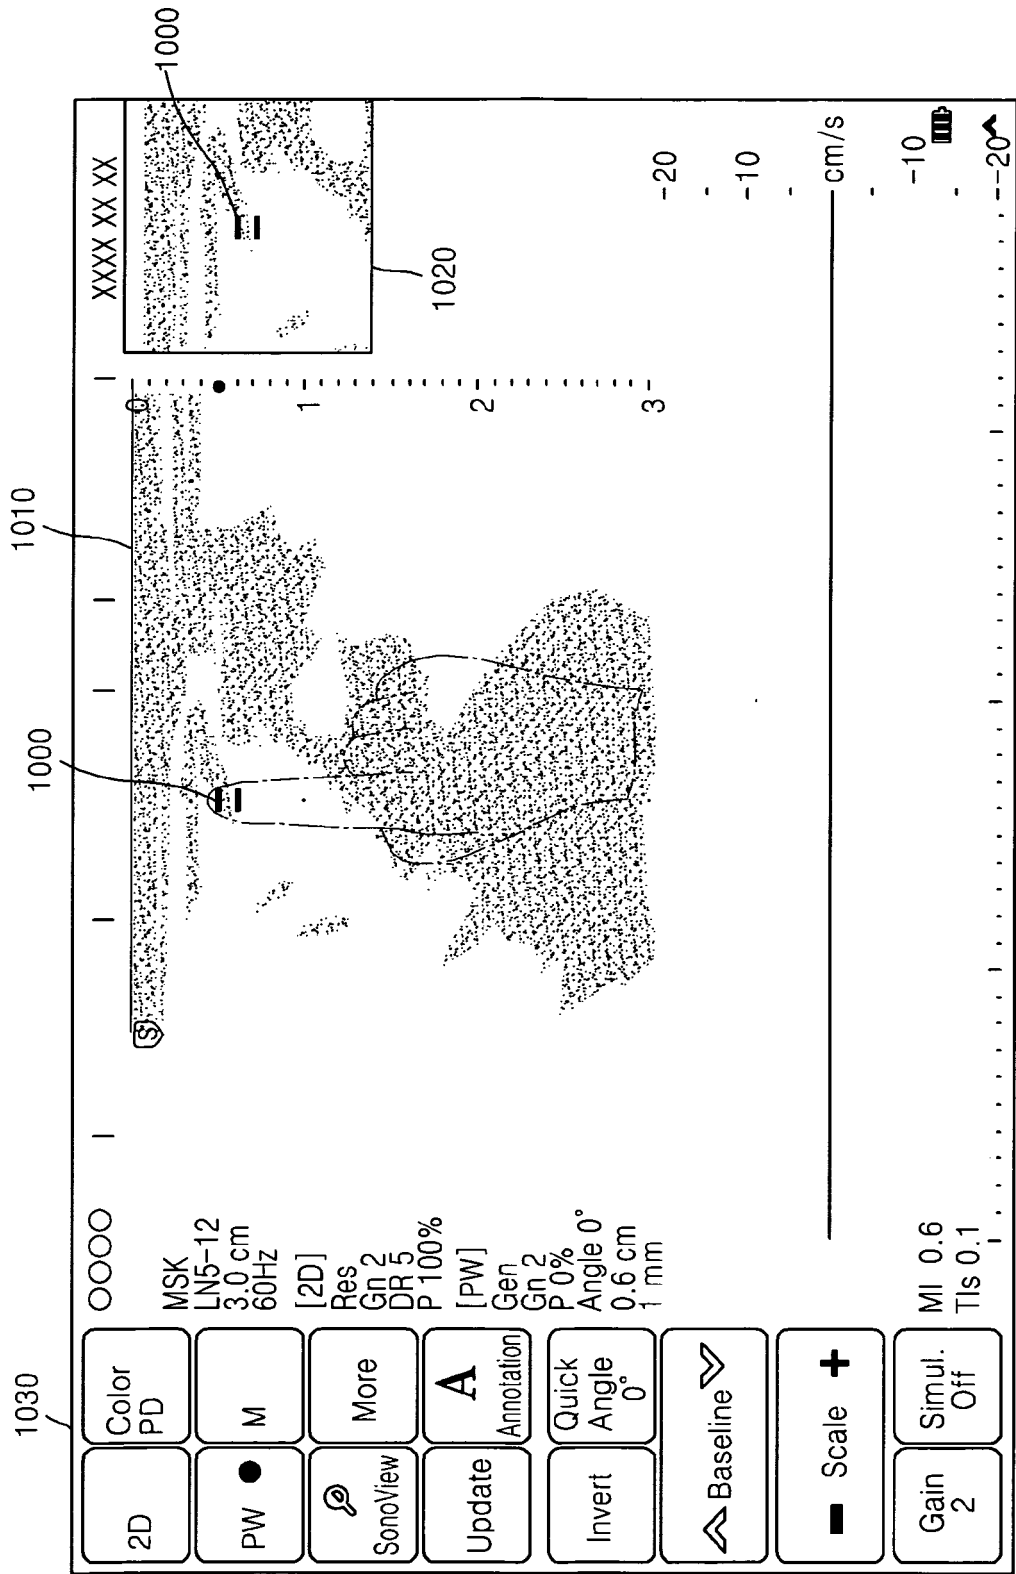 1030
1010
1000
1000
1020
2D
Color
PD
PW
M
SonoView
More
Update
A
Annotation
Invert
Quick
Angle
0°
Baseline
Scale
Gain
2
Simul.
Off
OOOO
MSK
LN5-12
3.0 cm
60Hz
[2D]
Res
Gn 2
DR 5
P 100%
[PW]
Gen
Gn 2
P 0%
Angle 0°
0.6 cm
1 mm
MI 0.6
TIs 0.1
S
0
1
2
3
XXXX XX XX
-20
-10
cm/s
-10
-20